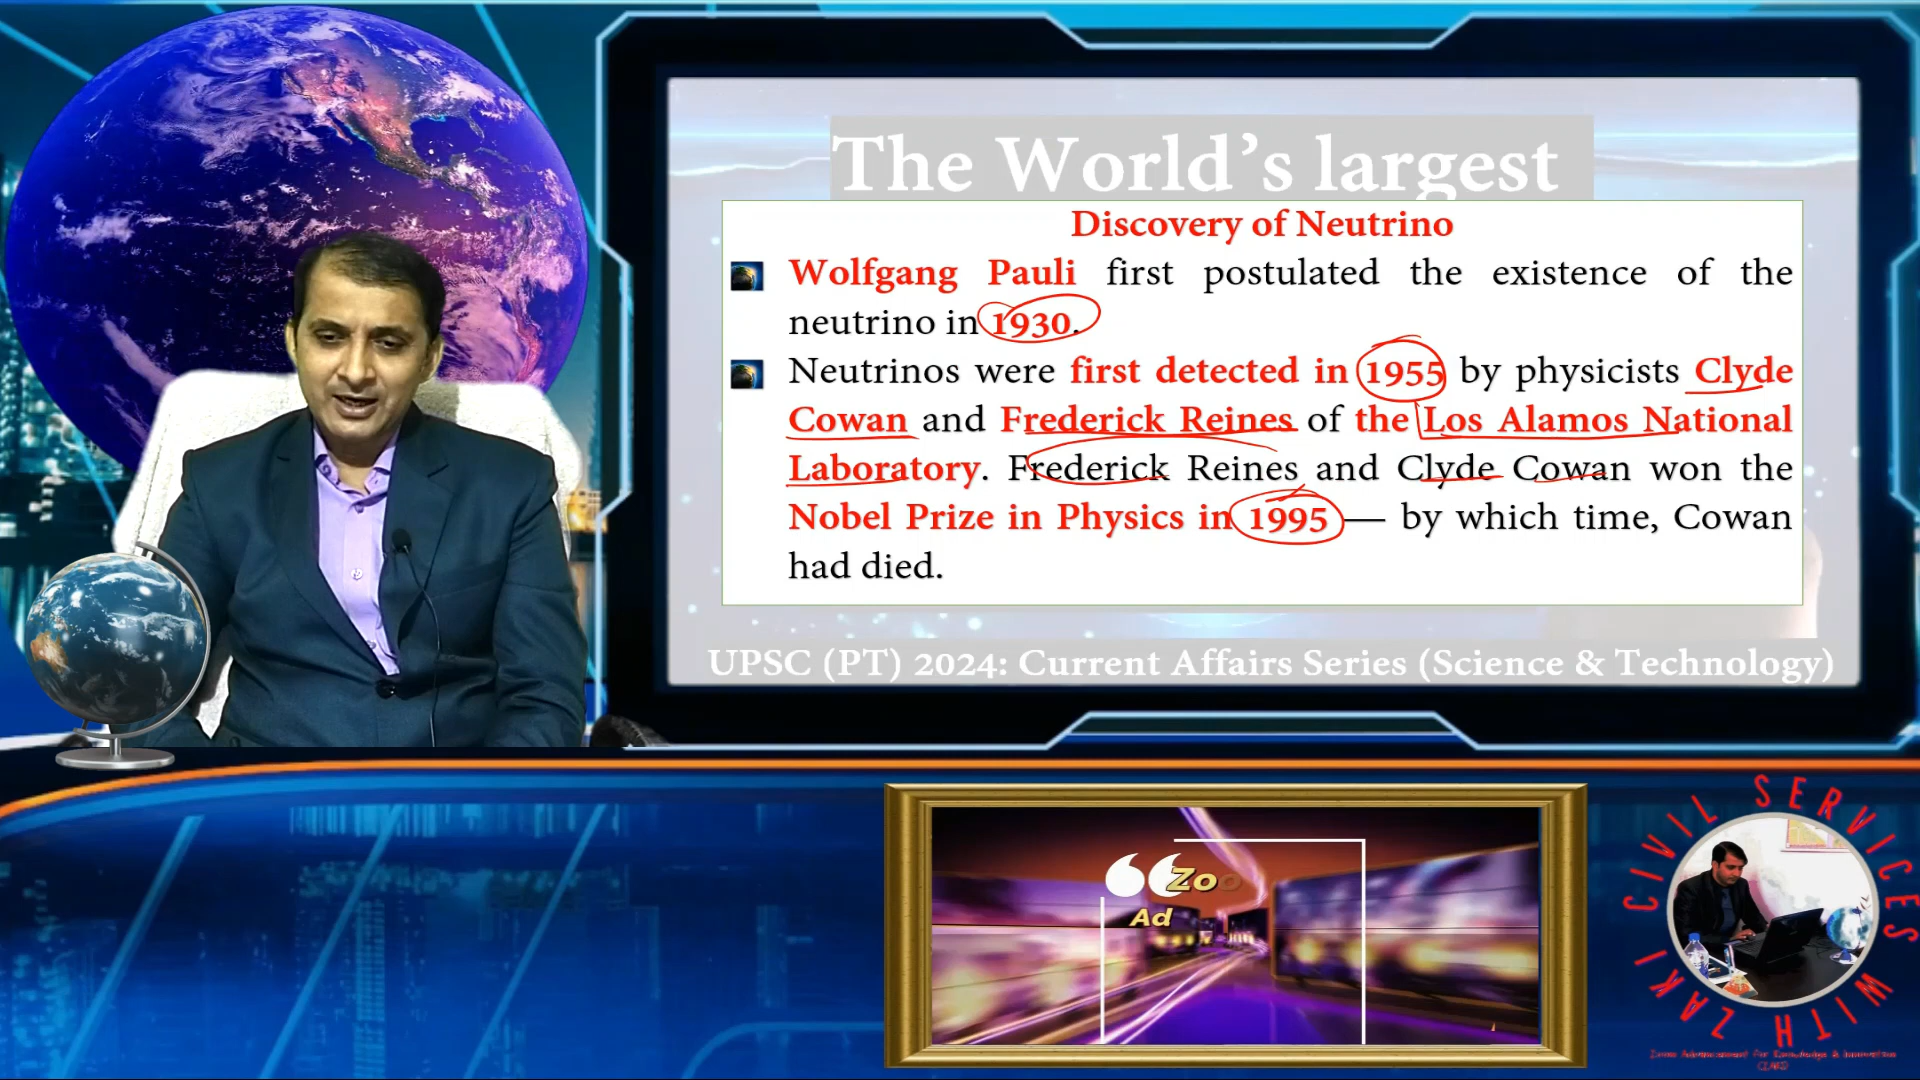 The World's largest
Discovery of Neutrino
Wolfgang Pauli first postulated the existence of the
neutrino in 1930.
Neutrinos were first detected in 1955 by physicists Clyde
Cowan and Frederick Reines of the Los Alamos National
Laboratory. Frederick Reines and Clyde Cowan won the
Nobel Prize in Physics in 1995 — by which time, Cowan
had died.
UPSC (PT) 2024: Current Affairs Series (Science & Technology)
“ Zoo
Ad
CIVIL SERVICES WITH ZAKI